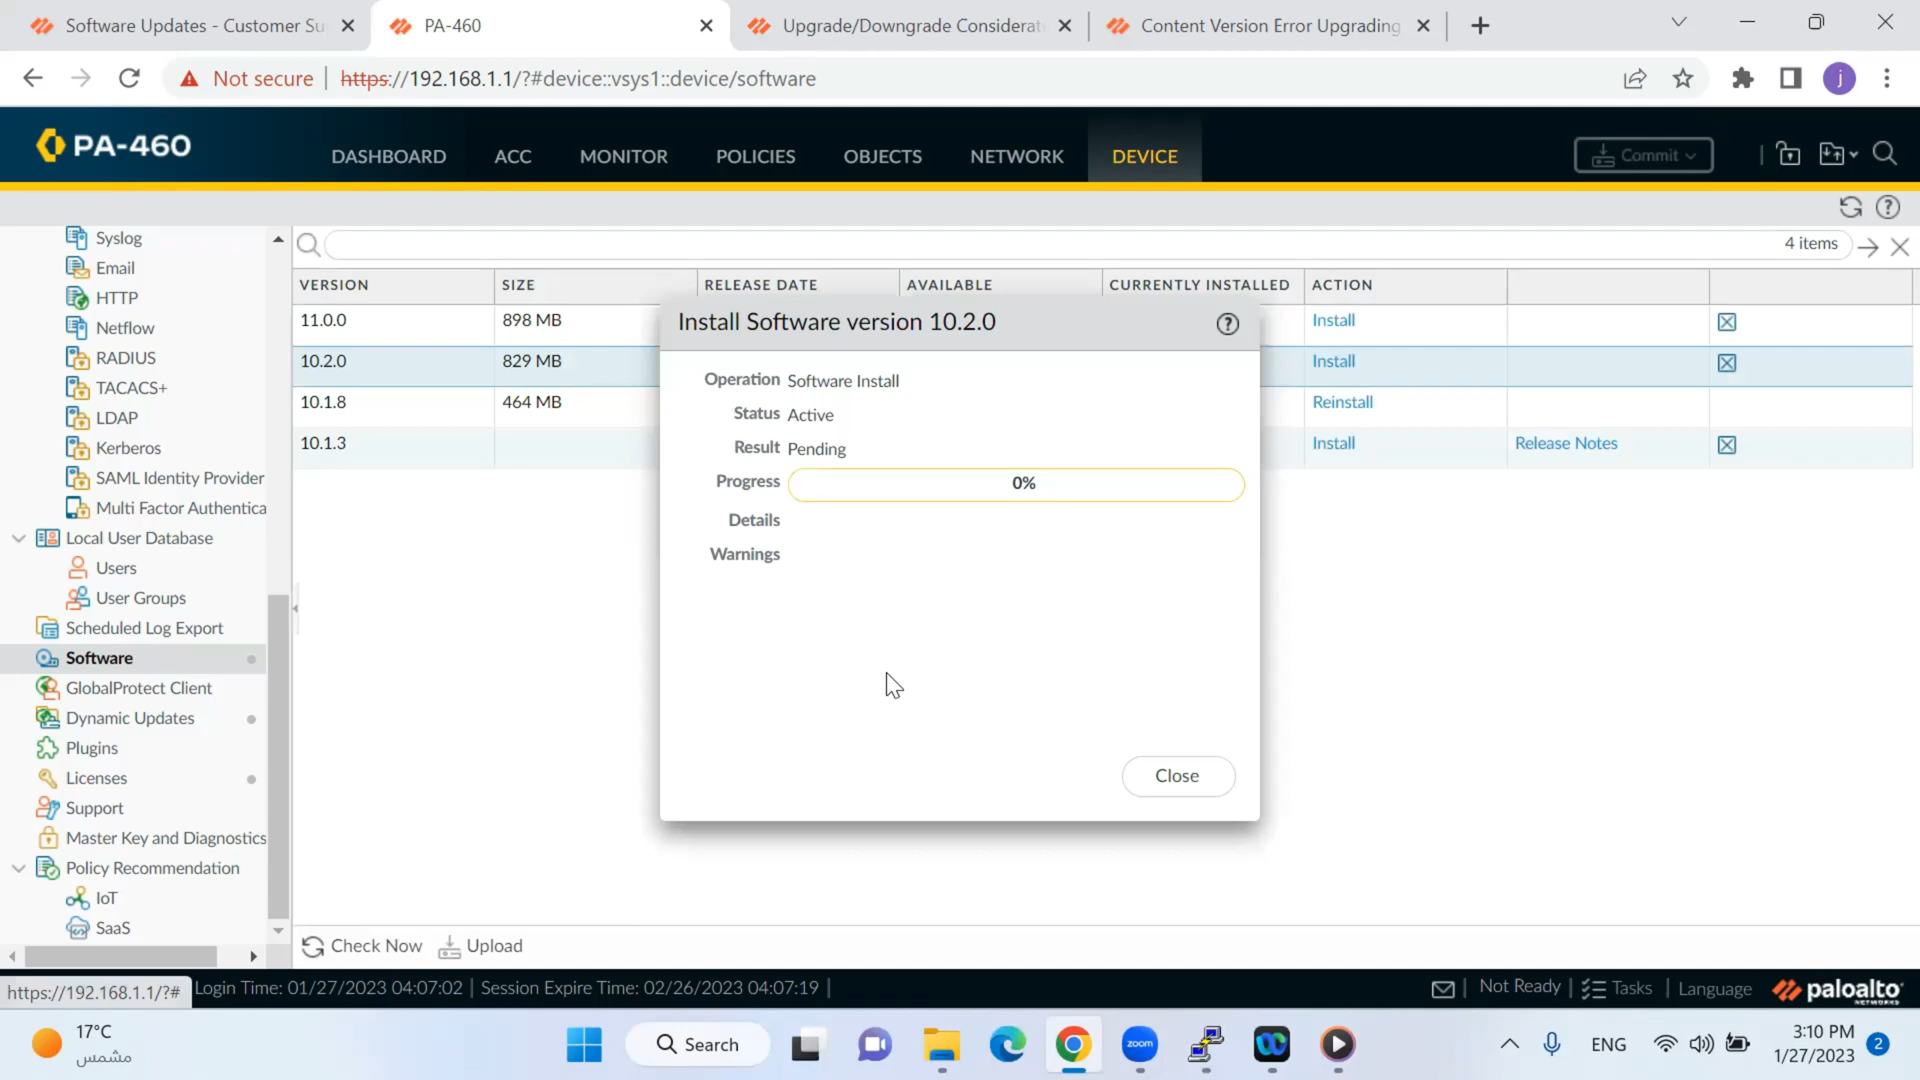 Software Updates - Customer Su
PA-460
Upgrade/Downgrade Considerat
Content Version Error Upgrading
Not secure
https://192.168.1.1/?#device::vsys1::device/software
j
PA-460
DASHBOARD
ACC
MONITOR
POLICIES
OBJECTS
NETWORK
DEVICE
Commit
4 items
VERSION
SIZE
RELEASE DATE
AVAILABLE
CURRENTLY INSTALLED
ACTION
11.0.0
898 MB
Install
10.2.0
829 MB
Install
10.1.8
464 MB
Reinstall
10.1.3
Install
Release Notes
Install Software version 10.2.0
Operation Software Install
Status Active
Result Pending
Progress 0%
Details
Warnings
Close
Syslog
Email
HTTP
Netflow
RADIUS
TACACS+
LDAP
Kerberos
SAML Identity Provider
Multi Factor Authentica
Local User Database
Users
User Groups
Scheduled Log Export
Software
GlobalProtect Client
Dynamic Updates
Plugins
Licenses
Support
Master Key and Diagnostics
Policy Recommendation
IoT
SaaS
Check Now
Upload
https://192.168.1.1/?#
Login Time: 01/27/2023 04:07:02 | Session Expire Time: 02/26/2023 04:07:19 |
Not Ready
Tasks
Language
paloalto
NETWORKS
17°C
مشمس
Search
zoom
ENG
3:10 PM
1/27/2023
2